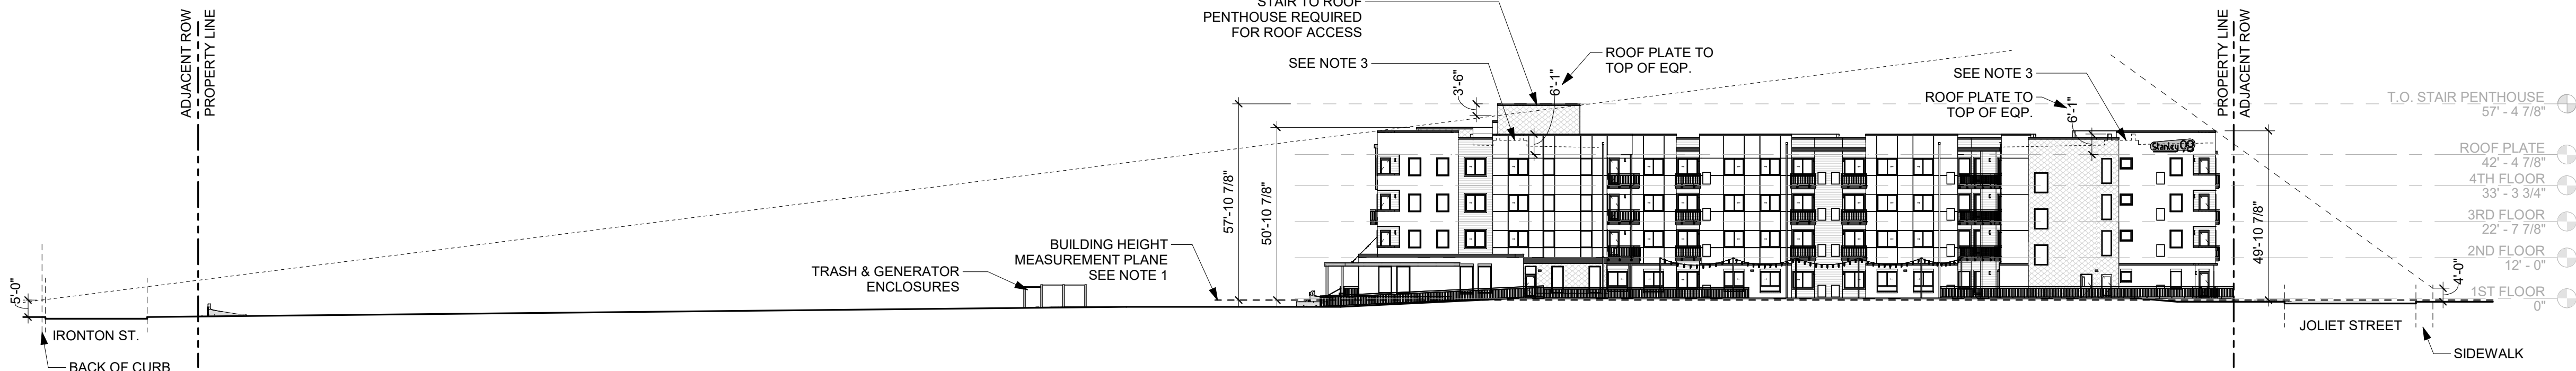 ADJACENT ROW
PROPERTY LINE
STAIR TO ROOF
PENTHOUSE REQUIRED
FOR ROOF ACCESS
SEE NOTE 3
3'-6"
6'-1"
ROOF PLATE TO
TOP OF EQP.
SEE NOTE 3
ROOF PLATE TO
TOP OF EQP.
6'-1"
PROPERTY LINE
ADJACENT ROW
T.O. STAIR PENTHOUSE
57' - 4 7/8"
ROOF PLATE
42' - 4 7/8"
4TH FLOOR
33' - 3 3/4"
3RD FLOOR
22' - 7 7/8"
2ND FLOOR
12' - 0"
1ST FLOOR
0"
Stanley 98
57'-10 7/8"
50'-10 7/8"
49'-10 7/8"
BUILDING HEIGHT
MEASUREMENT PLANE
SEE NOTE 1
TRASH & GENERATOR
ENCLOSURES
5'-0"
4'-0"
IRONTON ST.
BACK OF CURB
JOLIET STREET
SIDEWALK